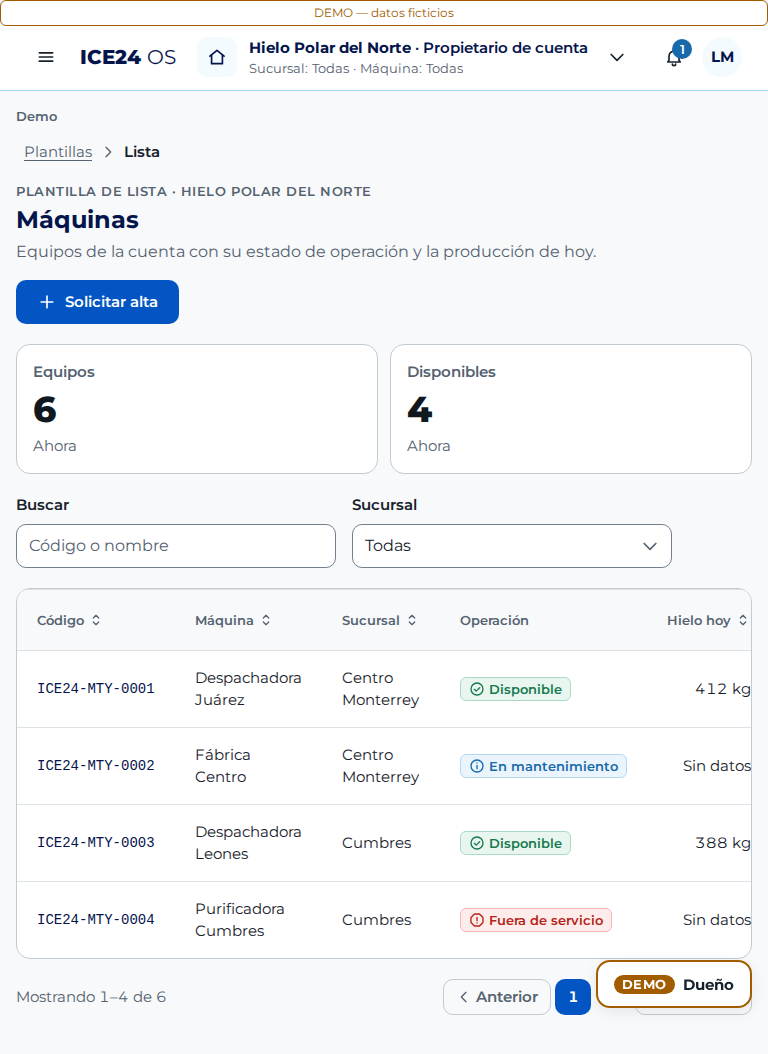 DEMO — datos ficticios
ICE24 OS
Hielo Polar del Norte · Propietario de cuenta
Sucursal: Todas · Máquina: Todas
1
LM
Demo
Plantillas
Lista
PLANTILLA DE LISTA · HIELO POLAR DEL NORTE
Máquinas
Equipos de la cuenta con su estado de operación y la producción de hoy.
Solicitar alta
Equipos
6
Ahora
Disponibles
4
Ahora
Buscar
Código o nombre
Sucursal
Todas
Código Máquina Sucursal Operación Hielo hoy
ICE24-MTY-0001 Despachadora Juárez Centro Monterrey Disponible 412 kg
ICE24-MTY-0002 Fábrica Centro Centro Monterrey En mantenimiento Sin datos
ICE24-MTY-0003 Despachadora Leones Cumbres Disponible 388 kg
ICE24-MTY-0004 Purificadora Cumbres Cumbres Fuera de servicio Sin datos
Mostrando 1–4 de 6
Anterior
1
DEMO Dueño